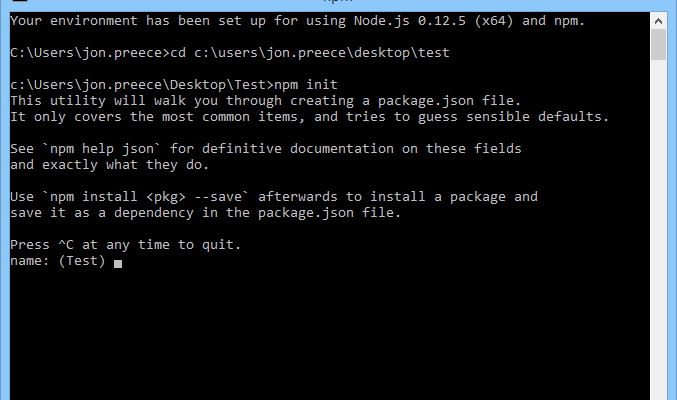 Your environment has been set up for using Node.js 0.12.5 (x64) and npm.
C:\Users\jon.preece>cd c:\users\jon.preece\desktop\test
c:\Users\jon.preece\Desktop\Test>npm init
This utility will walk you through creating a package.json file.
It only covers the most common items, and tries to guess sensible defaults.
See `npm help json` for definitive documentation on these fields
and exactly what they do.
Use `npm install <pkg> --save` afterwards to install a package and
save it as a dependency in the package.json file.
Press ^C at any time to quit.
name: (Test)